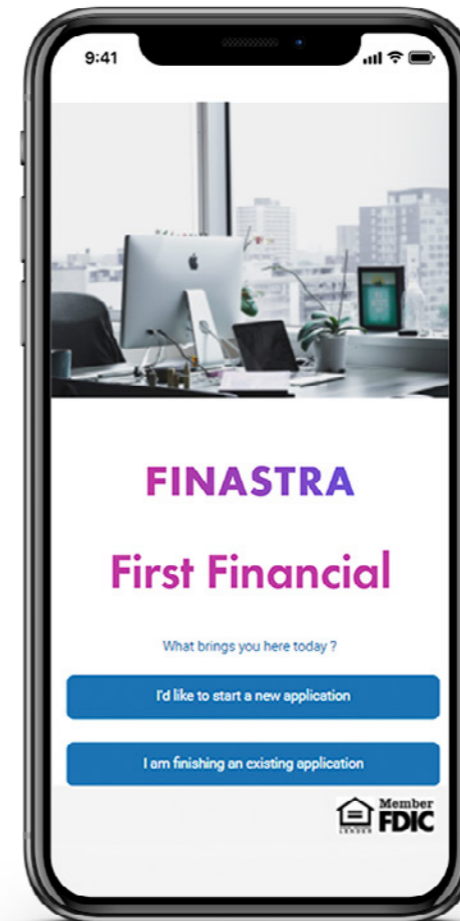 9:41
FINASTRA
First Financial
What brings you here today ?
I'd like to start a new application
I am finishing an existing application
Member
FDIC
LENDER